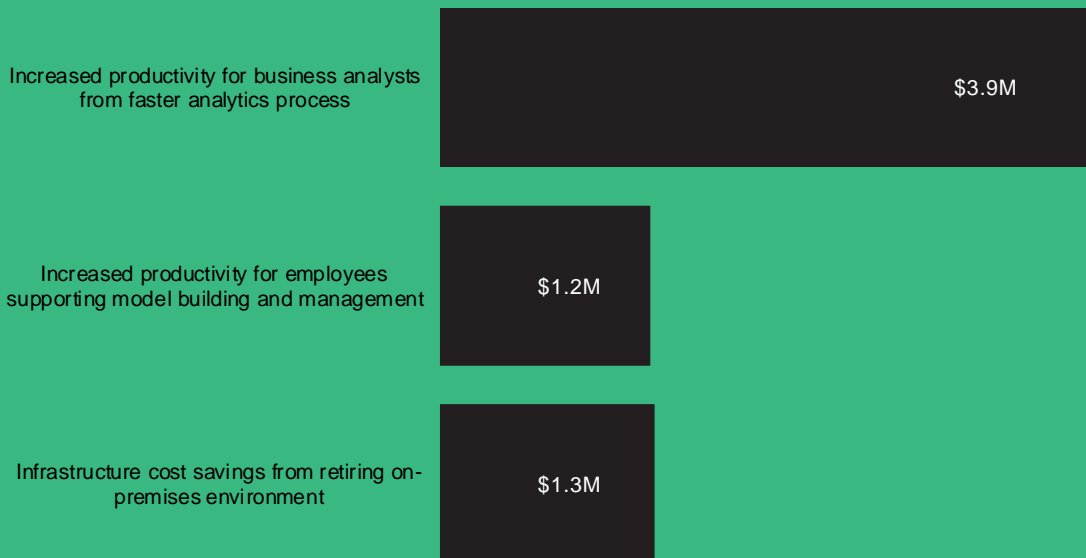 Increased productivity for business analysts
from faster analytics process
$3.9M
Increased productivity for employees
supporting model building and management
$1.2M
Infrastructure cost savings from retiring on-
premises environment
$1.3M